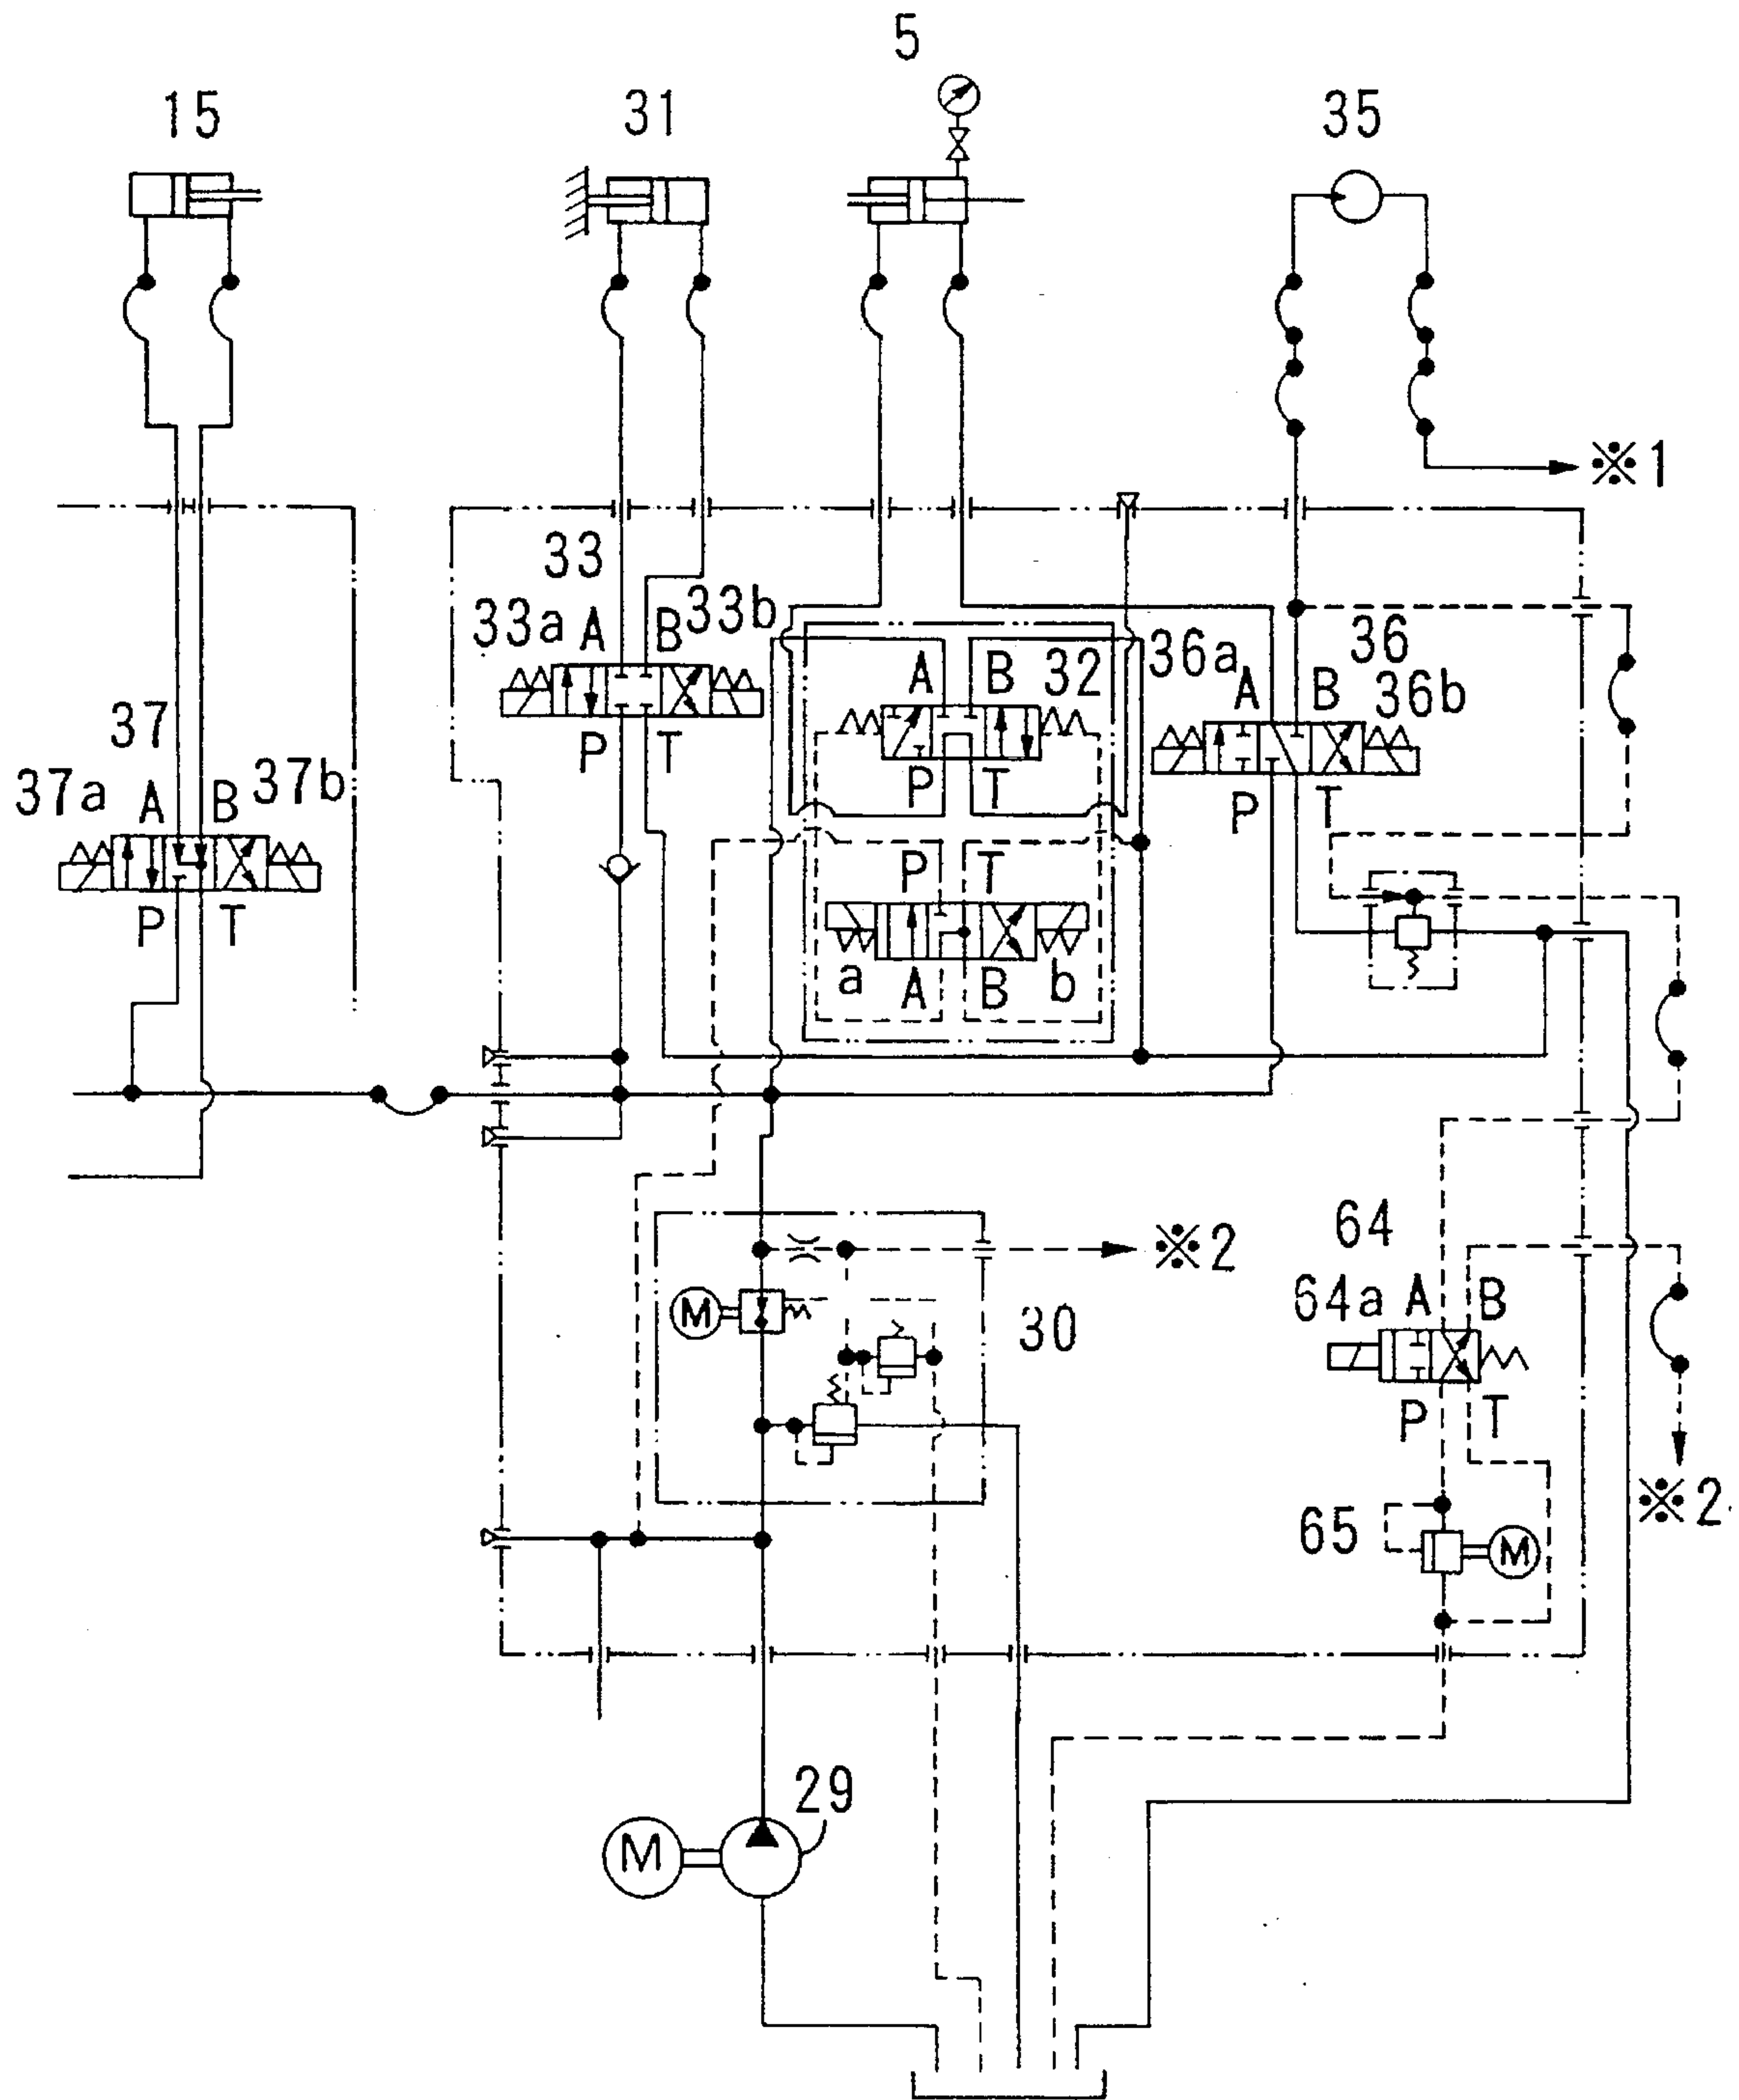 5
15 31 35
※1
33
33a A B 33b
36a A B 36 36b
A B 32
37
37a A B 37b
P T
P T
P T
P T
P T
a A B b
※2
64
64a A B
M
30
P T
※2
65 M
29
M